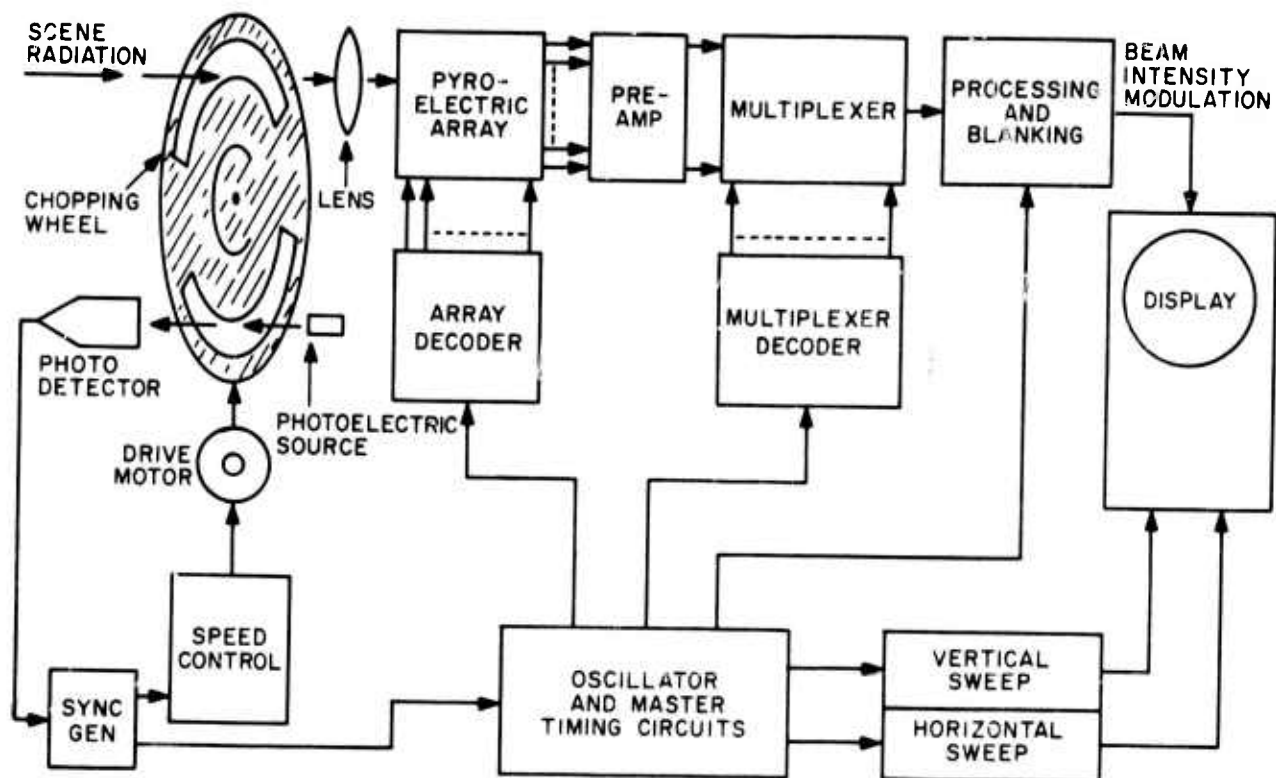 SCENE
RADIATION
CHOPPING
WHEEL
LENS
PYRO-
ELECTRIC
ARRAY
PRE-
AMP
MULTIPLEXER
PROCESSING
AND
BLANKING
BEAM
INTENSITY
MODULATION
ARRAY
DECODER
MULTIPLEXER
DECODER
DISPLAY
PHOTO
DETECTOR
PHOTOELECTRIC
SOURCE
DRIVE
MOTOR
SPEED
CONTROL
SYNC
GEN
OSCILLATOR
AND MASTER
TIMING CIRCUITS
VERTICAL
SWEEP
HORIZONTAL
SWEEP